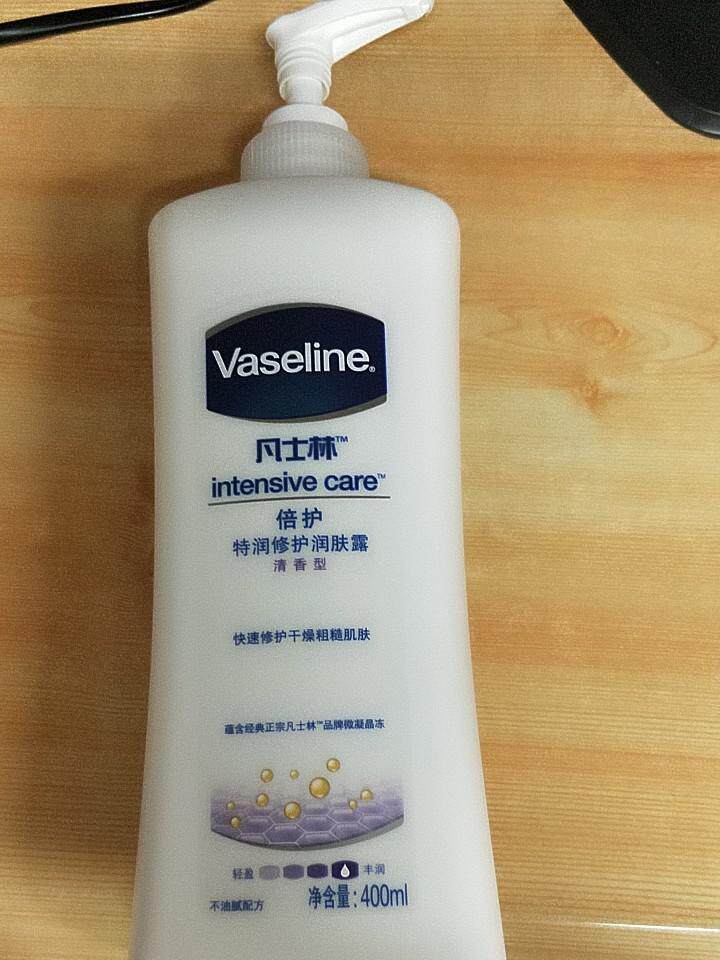 Vaseline®
凡士林™
intensive care™
倍护
特润修护润肤露
清香型
快速修护干燥粗糙肌肤
蕴含经典正宗凡士林™品牌微凝晶冻
轻盈 丰润
不油腻配方 净含量:400ml